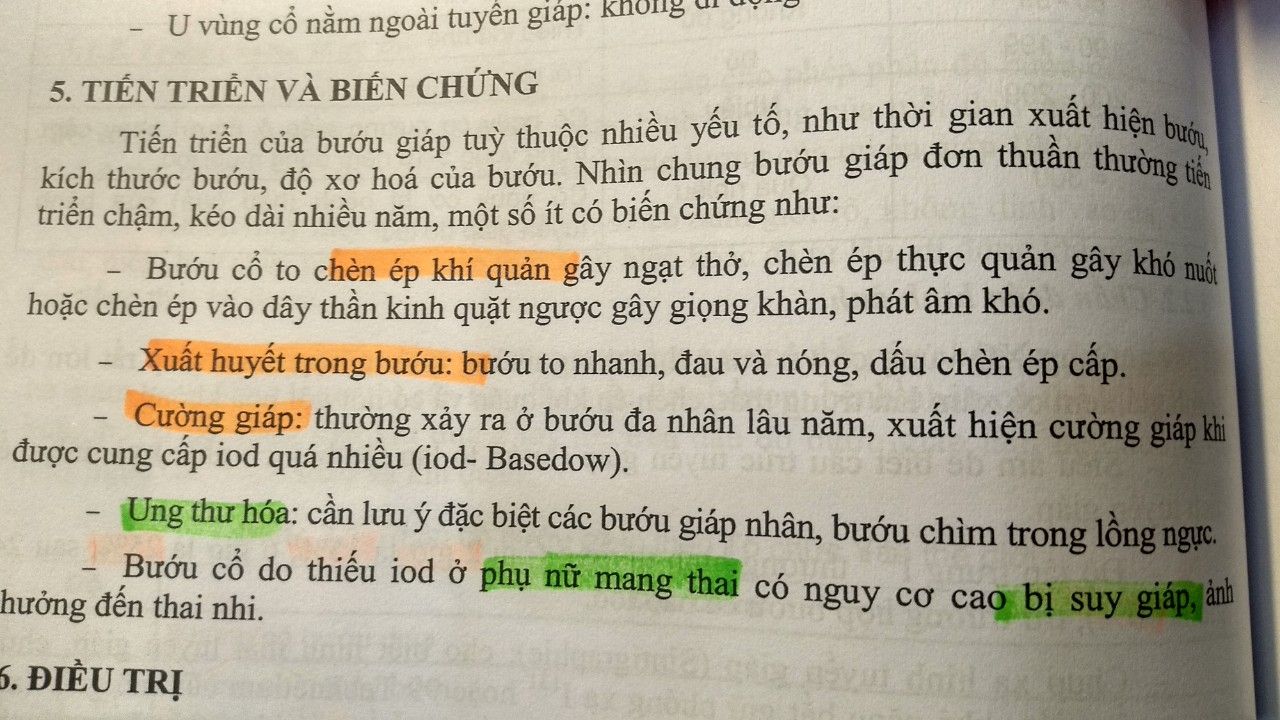 – U vùng cổ nằm ngoài tuyến giáp: không di động
5. TIẾN TRIỂN VÀ BIẾN CHỨNG
Tiến triển của bướu giáp tuỳ thuộc nhiều yếu tố, như thời gian xuất hiện bướu,
kích thước bướu, độ xơ hoá của bướu. Nhìn chung bướu giáp đơn thuần thường tiến
triển chậm, kéo dài nhiều năm, một số ít có biến chứng như:
– Bướu cổ to chèn ép khí quản gây ngạt thở, chèn ép thực quản gây khó nuốt
hoặc chèn ép vào dây thần kinh quặt ngược gây giọng khàn, phát âm khó.
– Xuất huyết trong bướu: bướu to nhanh, đau và nóng, dấu chèn ép cấp.
– Cường giáp: thường xảy ra ở bướu đa nhân lâu năm, xuất hiện cường giáp khi
được cung cấp iod quá nhiều (iod- Basedow).
– Ung thư hóa: cần lưu ý đặc biệt các bướu giáp nhân, bướu chìm trong lồng ngực.
– Bướu cổ do thiếu iod ở phụ nữ mang thai có nguy cơ cao bị suy giáp, ảnh
hưởng đến thai nhi.
6. ĐIỀU TRỊ